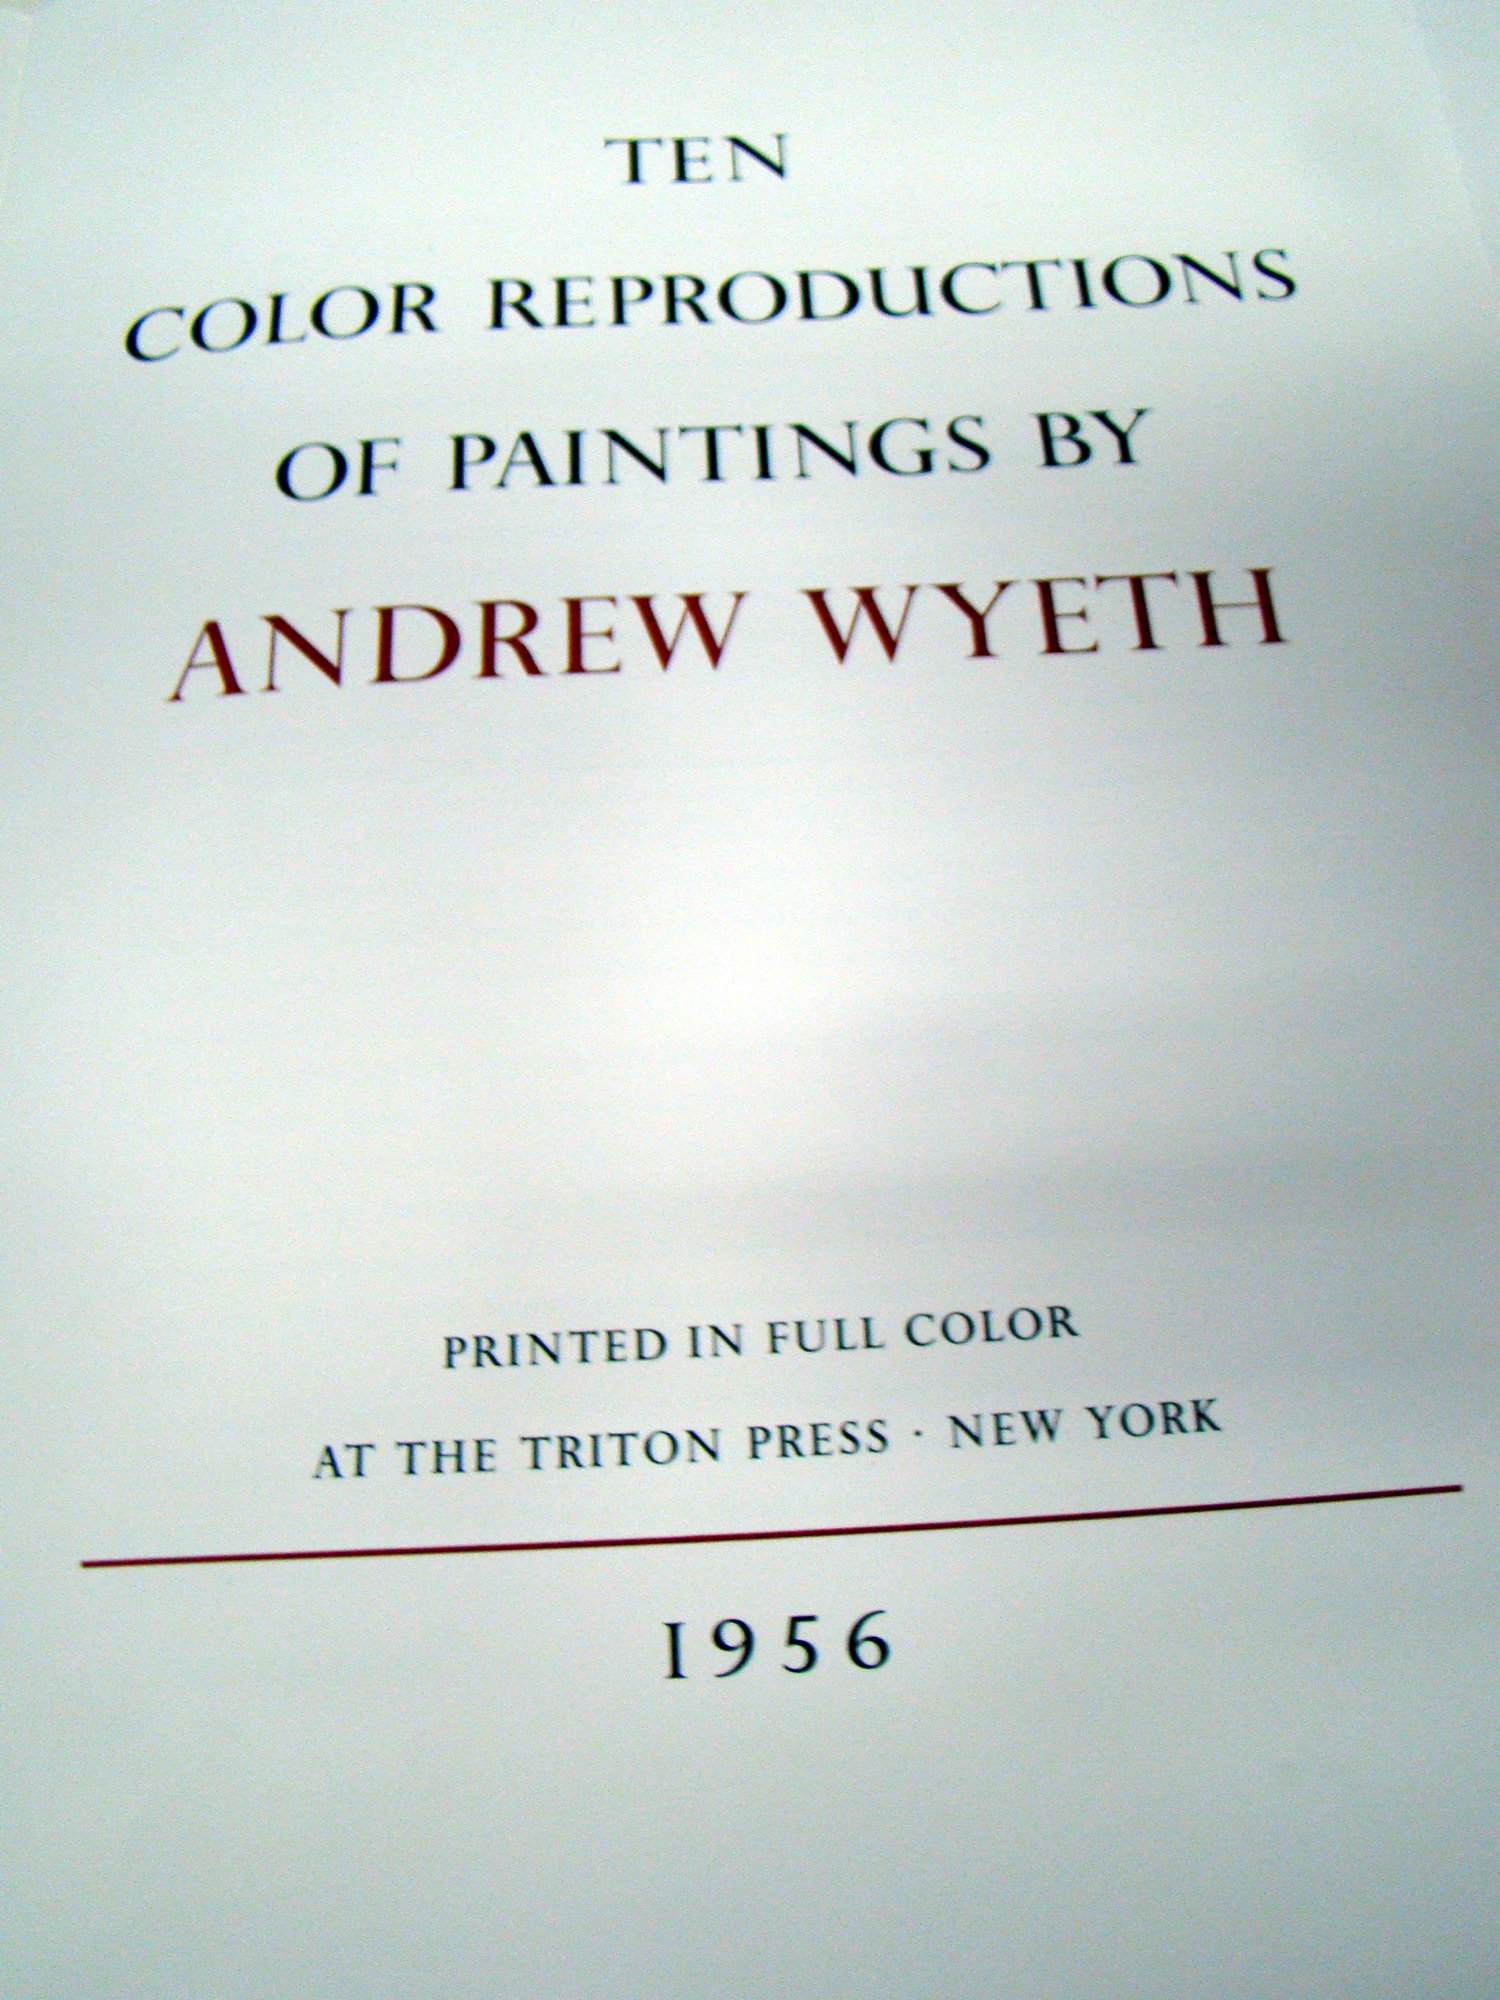 TEN
COLOR REPRODUCTIONS
OF PAINTINGS BY
ANDREW WYETH
PRINTED IN FULL COLOR
AT THE TRITON PRESS · NEW YORK
1956